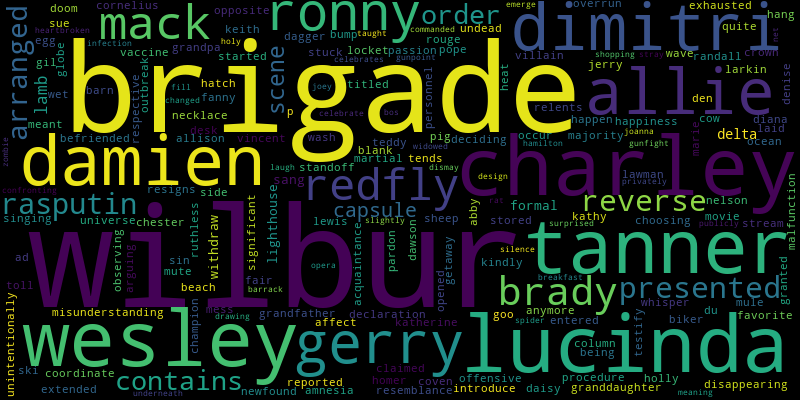 brigade
wilbur
charley
damien
dimitri
allie
ronny
tanner
lucinda
wesley
gerry
redfly
brady
mack
reverse
presented
rasputin
contains
arranged
order
scene
capsule
lamb
delta
doom
sue
cornelius
opposite
keith
dagger
bump
taught
commanded
undead
emerge
overrun
exhausted
quite
hang
heartbroken
egg
gil
globe
vaccine
grandpa
holy
started
stuck
locket
passion
pope
rouge
villain
wave
randall
crown
infection
celebrates
gunpoint
shopping
stray
jerry
larkin
wet
barn
respective
outbreak
hatch
fill
changed
fanny
necklace
joey
titled
personnel
heat
relents
den
cow
denise
meant
befriended
allison
desk
vincent
p
celebrate
bos
wash
teddy
pig
deciding
occur
happen
happiness
majority
joanna
gunfight
diana
laid
ocean
zombie
laugh
standoff
blank
martial
tends
widowed
dismay
hamilton
marie
confronting
sang
design
lawman
privately
resigns
side
formal
kathy
nelson
movie
singing
universe
chester
ruthless
withdraw
significant
lighthouse
lewis
slightly
sheep
abby
stored
rat
surprised
choosing
publicly
stream
malfunction
ad
observing
arguing
sin
mute
beach
fair
barrack
opera
acquaintance
pardon
dawson
getaway
opened
kindly
silence
breakfast
anymore
whisper
mule
granted
toll
misunderstanding
champion
mess
drawing
grandfather
declaration
affect
katherine
goo
spider
entered
du
biker
favorite
unintentionally
ski
coordinate
extended
underneath
newfound
reported
amnesia
claimed
homer
coven
resemblance
offensive
introduce
procedure
daisy
column
being
holly
granddaughter
testify
disappearing
meaning